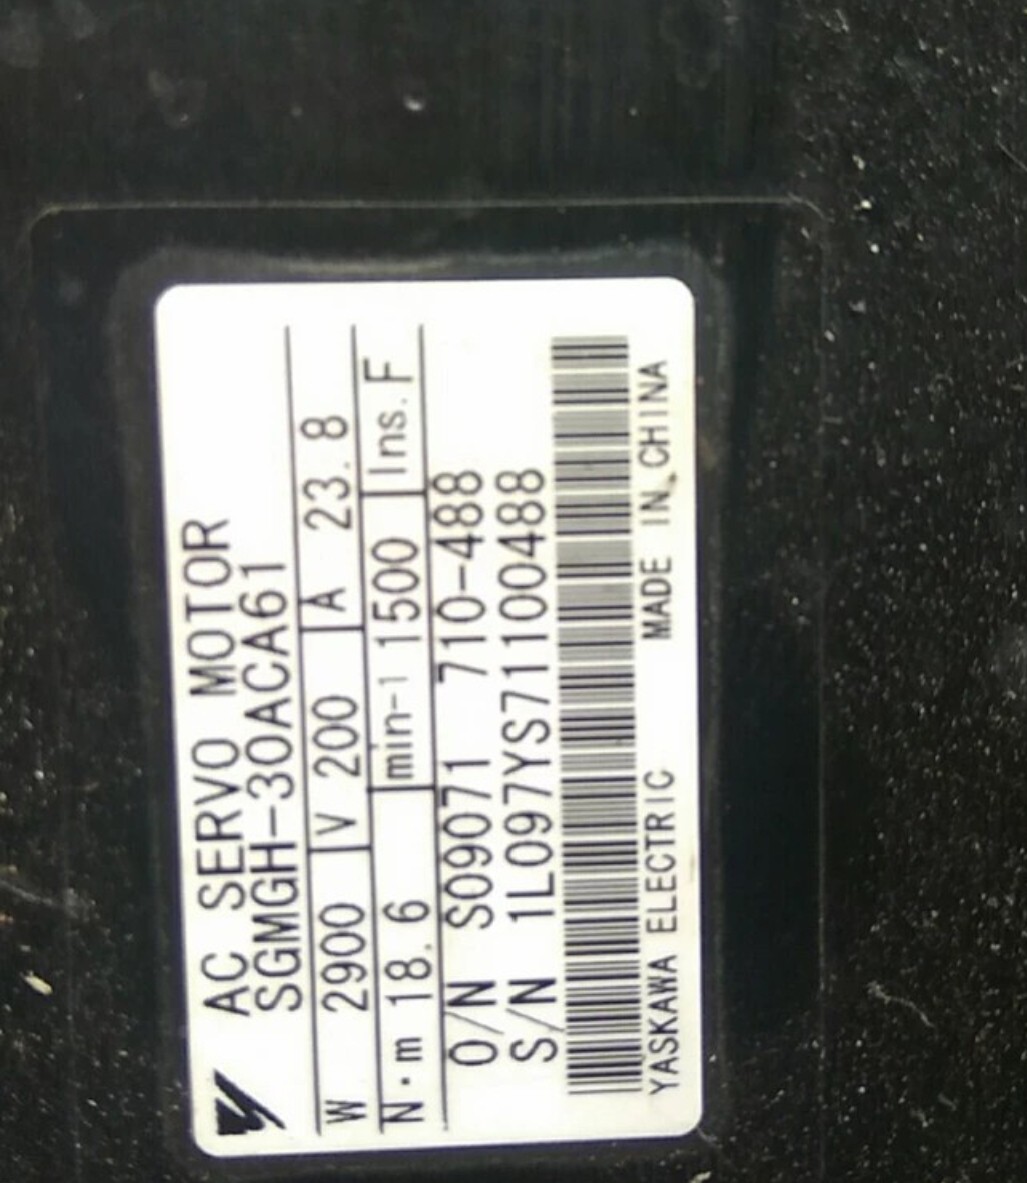 AC SERVO MOTOR
SGMGH-30ACA61
W 2900 V 200 A 23.8
N·m 18.6 min-1 1500 Ins. F
O/N S09071 710-488
S/N 1L097YS71100488
YASKAWA ELECTRIC MADE IN CHINA